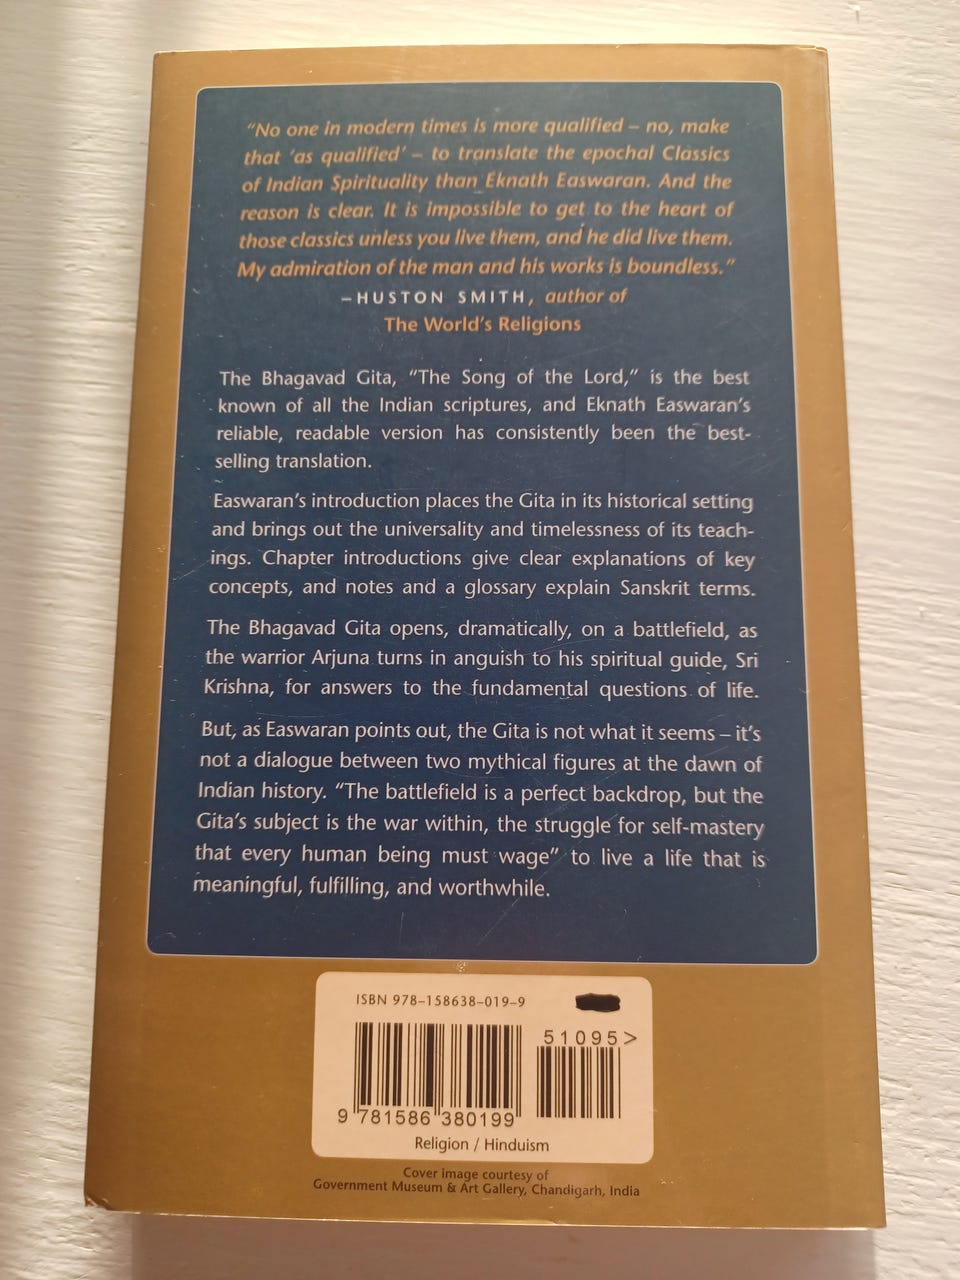 “No one in modern times is more qualified – no, make
that ‘as qualified’ – to translate the epochal Classics
of Indian Spirituality than Eknath Easwaran. And the
reason is clear. It is impossible to get to the heart of
those classics unless you live them, and he did live them.
My admiration of the man and his works is boundless.”
–HUSTON SMITH, author of
The World’s Religions
The Bhagavad Gita, “The Song of the Lord,” is the best
known of all the Indian scriptures, and Eknath Easwaran’s
reliable, readable version has consistently been the best-
selling translation.
Easwaran’s introduction places the Gita in its historical setting
and brings out the universality and timelessness of its teach-
ings. Chapter introductions give clear explanations of key
concepts, and notes and a glossary explain Sanskrit terms.
The Bhagavad Gita opens, dramatically, on a battlefield, as
the warrior Arjuna turns in anguish to his spiritual guide, Sri
Krishna, for answers to the fundamental questions of life.
But, as Easwaran points out, the Gita is not what it seems – it’s
not a dialogue between two mythical figures at the dawn of
Indian history. “The battlefield is a perfect backdrop, but the
Gita’s subject is the war within, the struggle for self-mastery
that every human being must wage” to live a life that is
meaningful, fulfilling, and worthwhile.
ISBN 978–158638–019–9
51095>
9 781586 380199
Religion / Hinduism
Cover image courtesy of
Government Museum & Art Gallery, Chandigarh, India